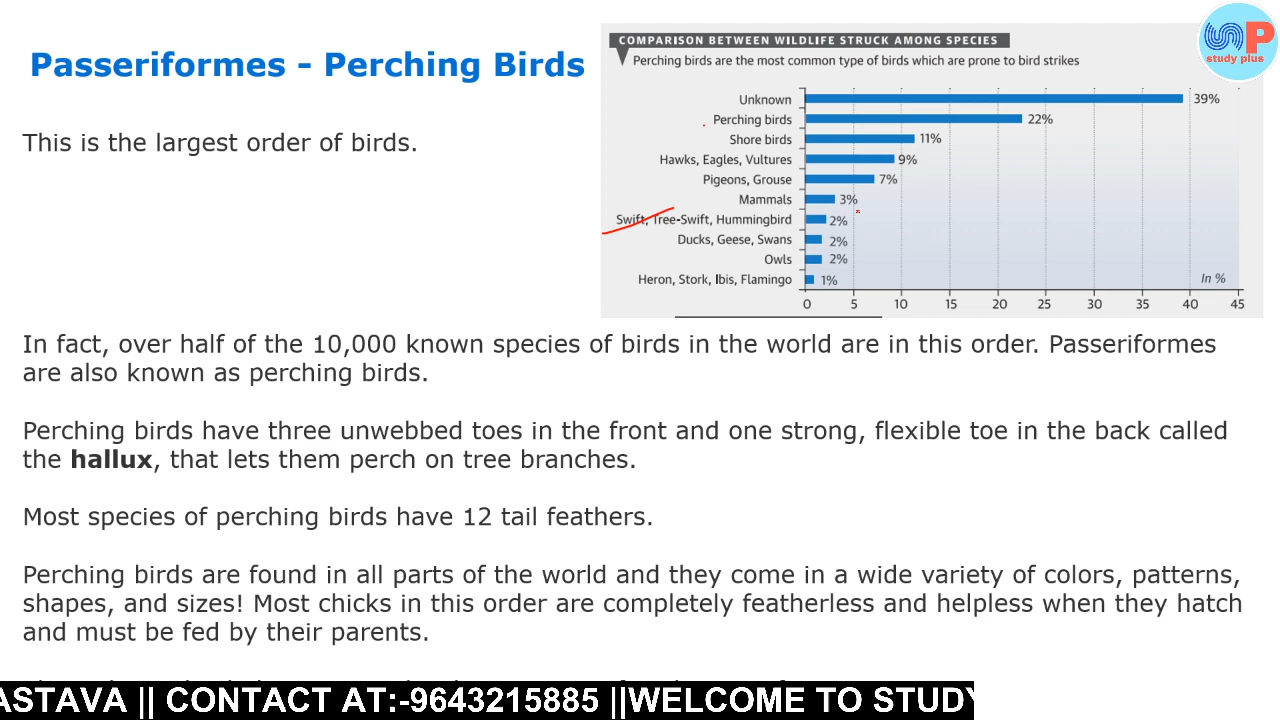 Passeriformes - Perching Birds
This is the largest order of birds.
COMPARISON BETWEEN WILDLIFE STRUCK AMONG SPECIES
Perching birds are the most common type of birds which are prone to bird strikes
Unknown 39%
Perching birds 22%
Shore birds 11%
Hawks, Eagles, Vultures 9%
Pigeons, Grouse 7%
Mammals 3%
Swift, Tree-Swift, Hummingbird 2%
Ducks, Geese, Swans 2%
Owls 2%
Heron, Stork, Ibis, Flamingo 1%
In %
0 5 10 15 20 25 30 35 40 45
SP
study plus
In fact, over half of the 10,000 known species of birds in the world are in this order. Passeriformes
are also known as perching birds.
Perching birds have three unwebbed toes in the front and one strong, flexible toe in the back called
the hallux, that lets them perch on tree branches.
Most species of perching birds have 12 tail feathers.
Perching birds are found in all parts of the world and they come in a wide variety of colors, patterns,
shapes, and sizes! Most chicks in this order are completely featherless and helpless when they hatch
and must be fed by their parents.
ASTAVA || CONTACT AT:-9643215885 ||WELCOME TO STUDY